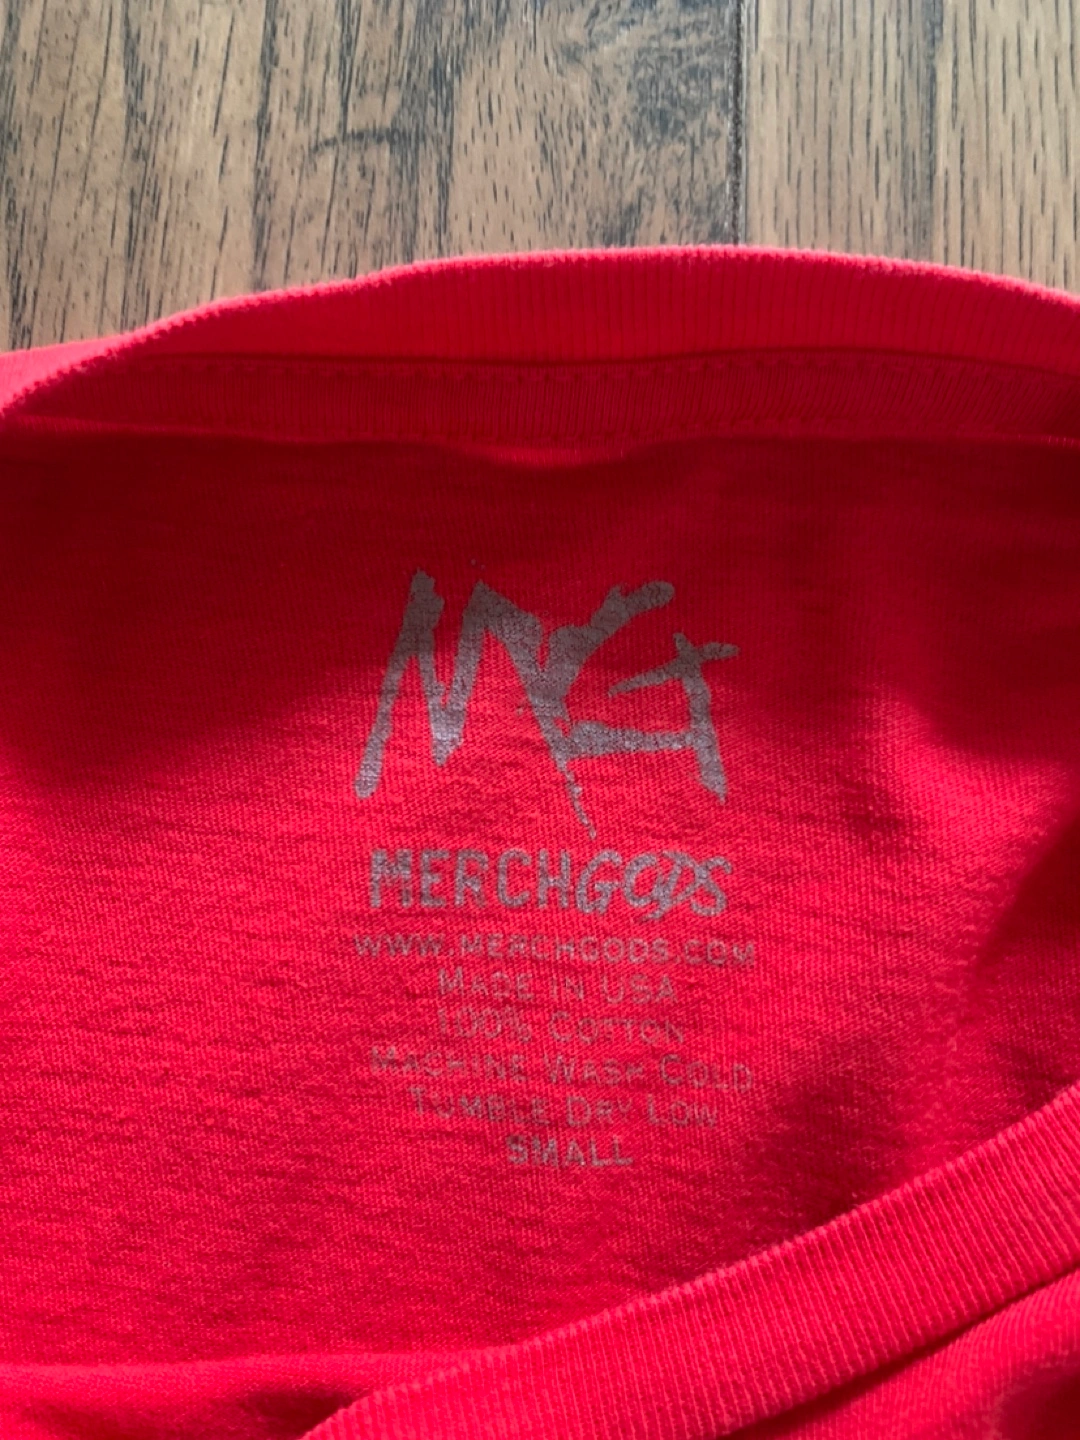 MG
MERCHGODS
WWW.MERCHGODS.COM
MADE IN USA
100% COTTON
MACHINE WASH COLD
TUMBLE DRY LOW
SMALL